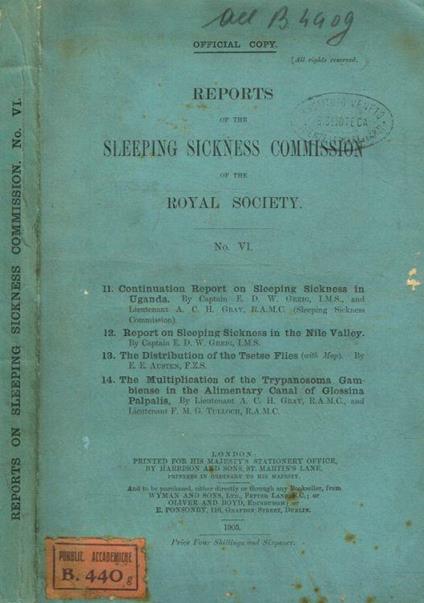 All B 440g
OFFICIAL COPY.
[All rights reserved.
REPORTS
OF THE
SLEEPING SICKNESS COMMISSION
OF THE
ROYAL SOCIETY.
No. VI.
11. Continuation Report on Sleeping Sickness in
Uganda. By Captain E. D. W. GREIG, I.M.S., and
Lieutenant A. C. H. GRAY, R.A.M.C. (Sleeping Sickness
Commission).
12. Report on Sleeping Sickness in the Nile Valley.
By Captain E. D. W. GREIG, I.M.S.
13. The Distribution of the Tsetse Flies (with Map). By
E. E. AUSTEN, F.Z.S.
14. The Multiplication of the Trypanosoma Gam-
biense in the Alimentary Canal of Glossina
Palpalis. By Lieutenant A. C. H. GRAY, R.A.M.C., and
Lieutenant F. M. G. TULLOCH, R.A.M.C.
LONDON:
PRINTED FOR HIS MAJESTY'S STATIONERY OFFICE,
BY HARRISON AND SONS, ST. MARTIN'S LANE,
PRINTERS IN ORDINARY TO HIS MAJESTY.
And to be purchased, either directly or through any Bookseller, from
WYMAN AND SONS, LTD., FETTER LANE, E.C.; or
OLIVER AND BOYD, EDINBURGH; or
E. PONSONBY, 116, GRAFTON STREET, DUBLIN.
1905.
Price Four Shillings and Sixpence.
REPORTS ON SLEEPING SICKNESS COMMISSION. No. VI.
PUBBLIC. ACCADEMICHE
B. 440 g